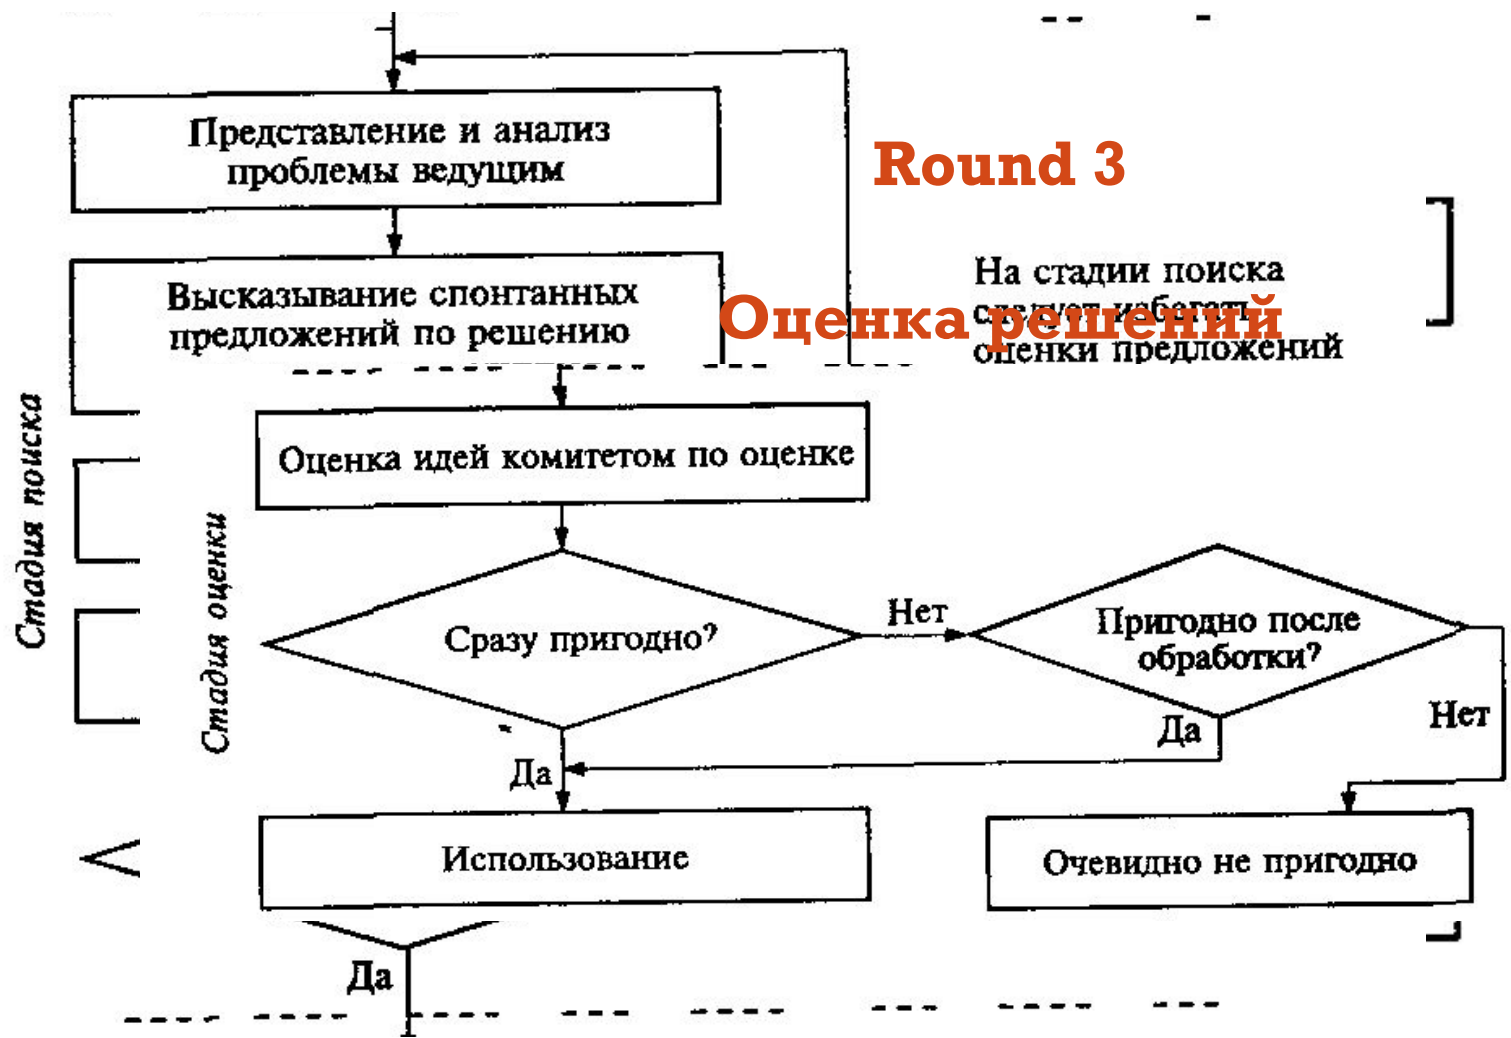 Представление и анализ
проблемы ведущим
Round 3
На стадии поиска
следует избегать
оценки предложений
Оценка решений
Высказывание спонтанных
предложений по решению
Стадия поиска
Стадия оценки
Оценка идей комитетом по оценке
Сразу пригодно?
Нет
Пригодно после
обработки?
Нет
Да
Да
Использование
Очевидно не пригодно
Да